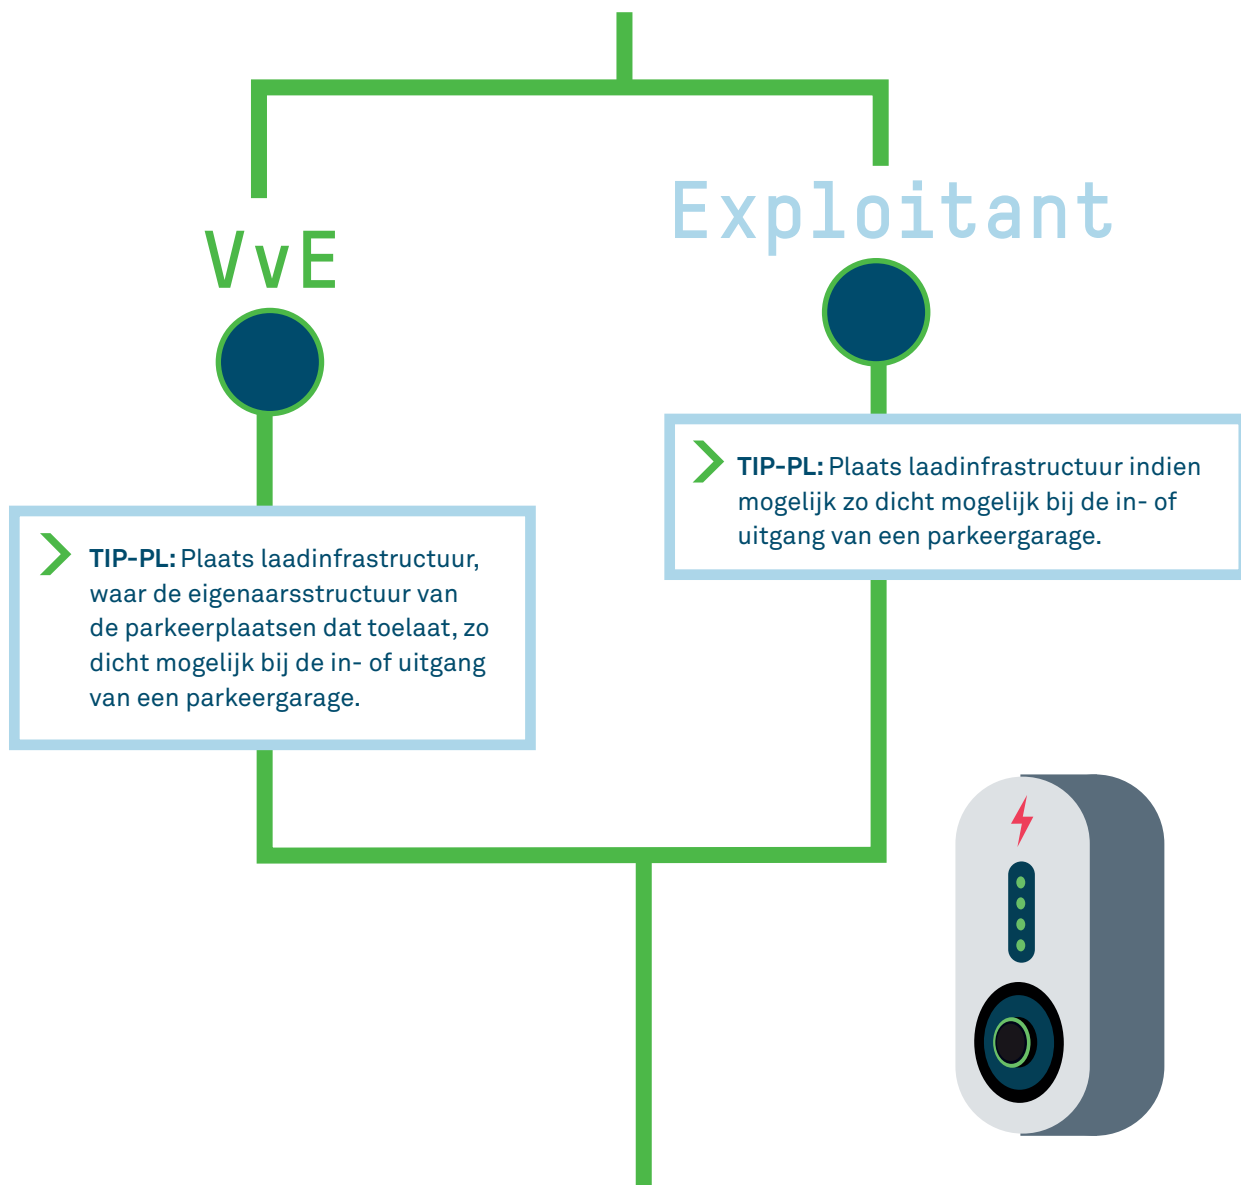 VvE
TIP-PL: Plaats laadinfrastructuur,
waar de eigenaarsstructuur van
de parkeerplaatsen dat toelaat, zo
dicht mogelijk bij de in- of uitgang
van een parkeergarage.
Exploitant
TIP-PL: Plaats laadinfrastructuur indien
mogelijk zo dicht mogelijk bij de in- of
uitgang van een parkeergarage.